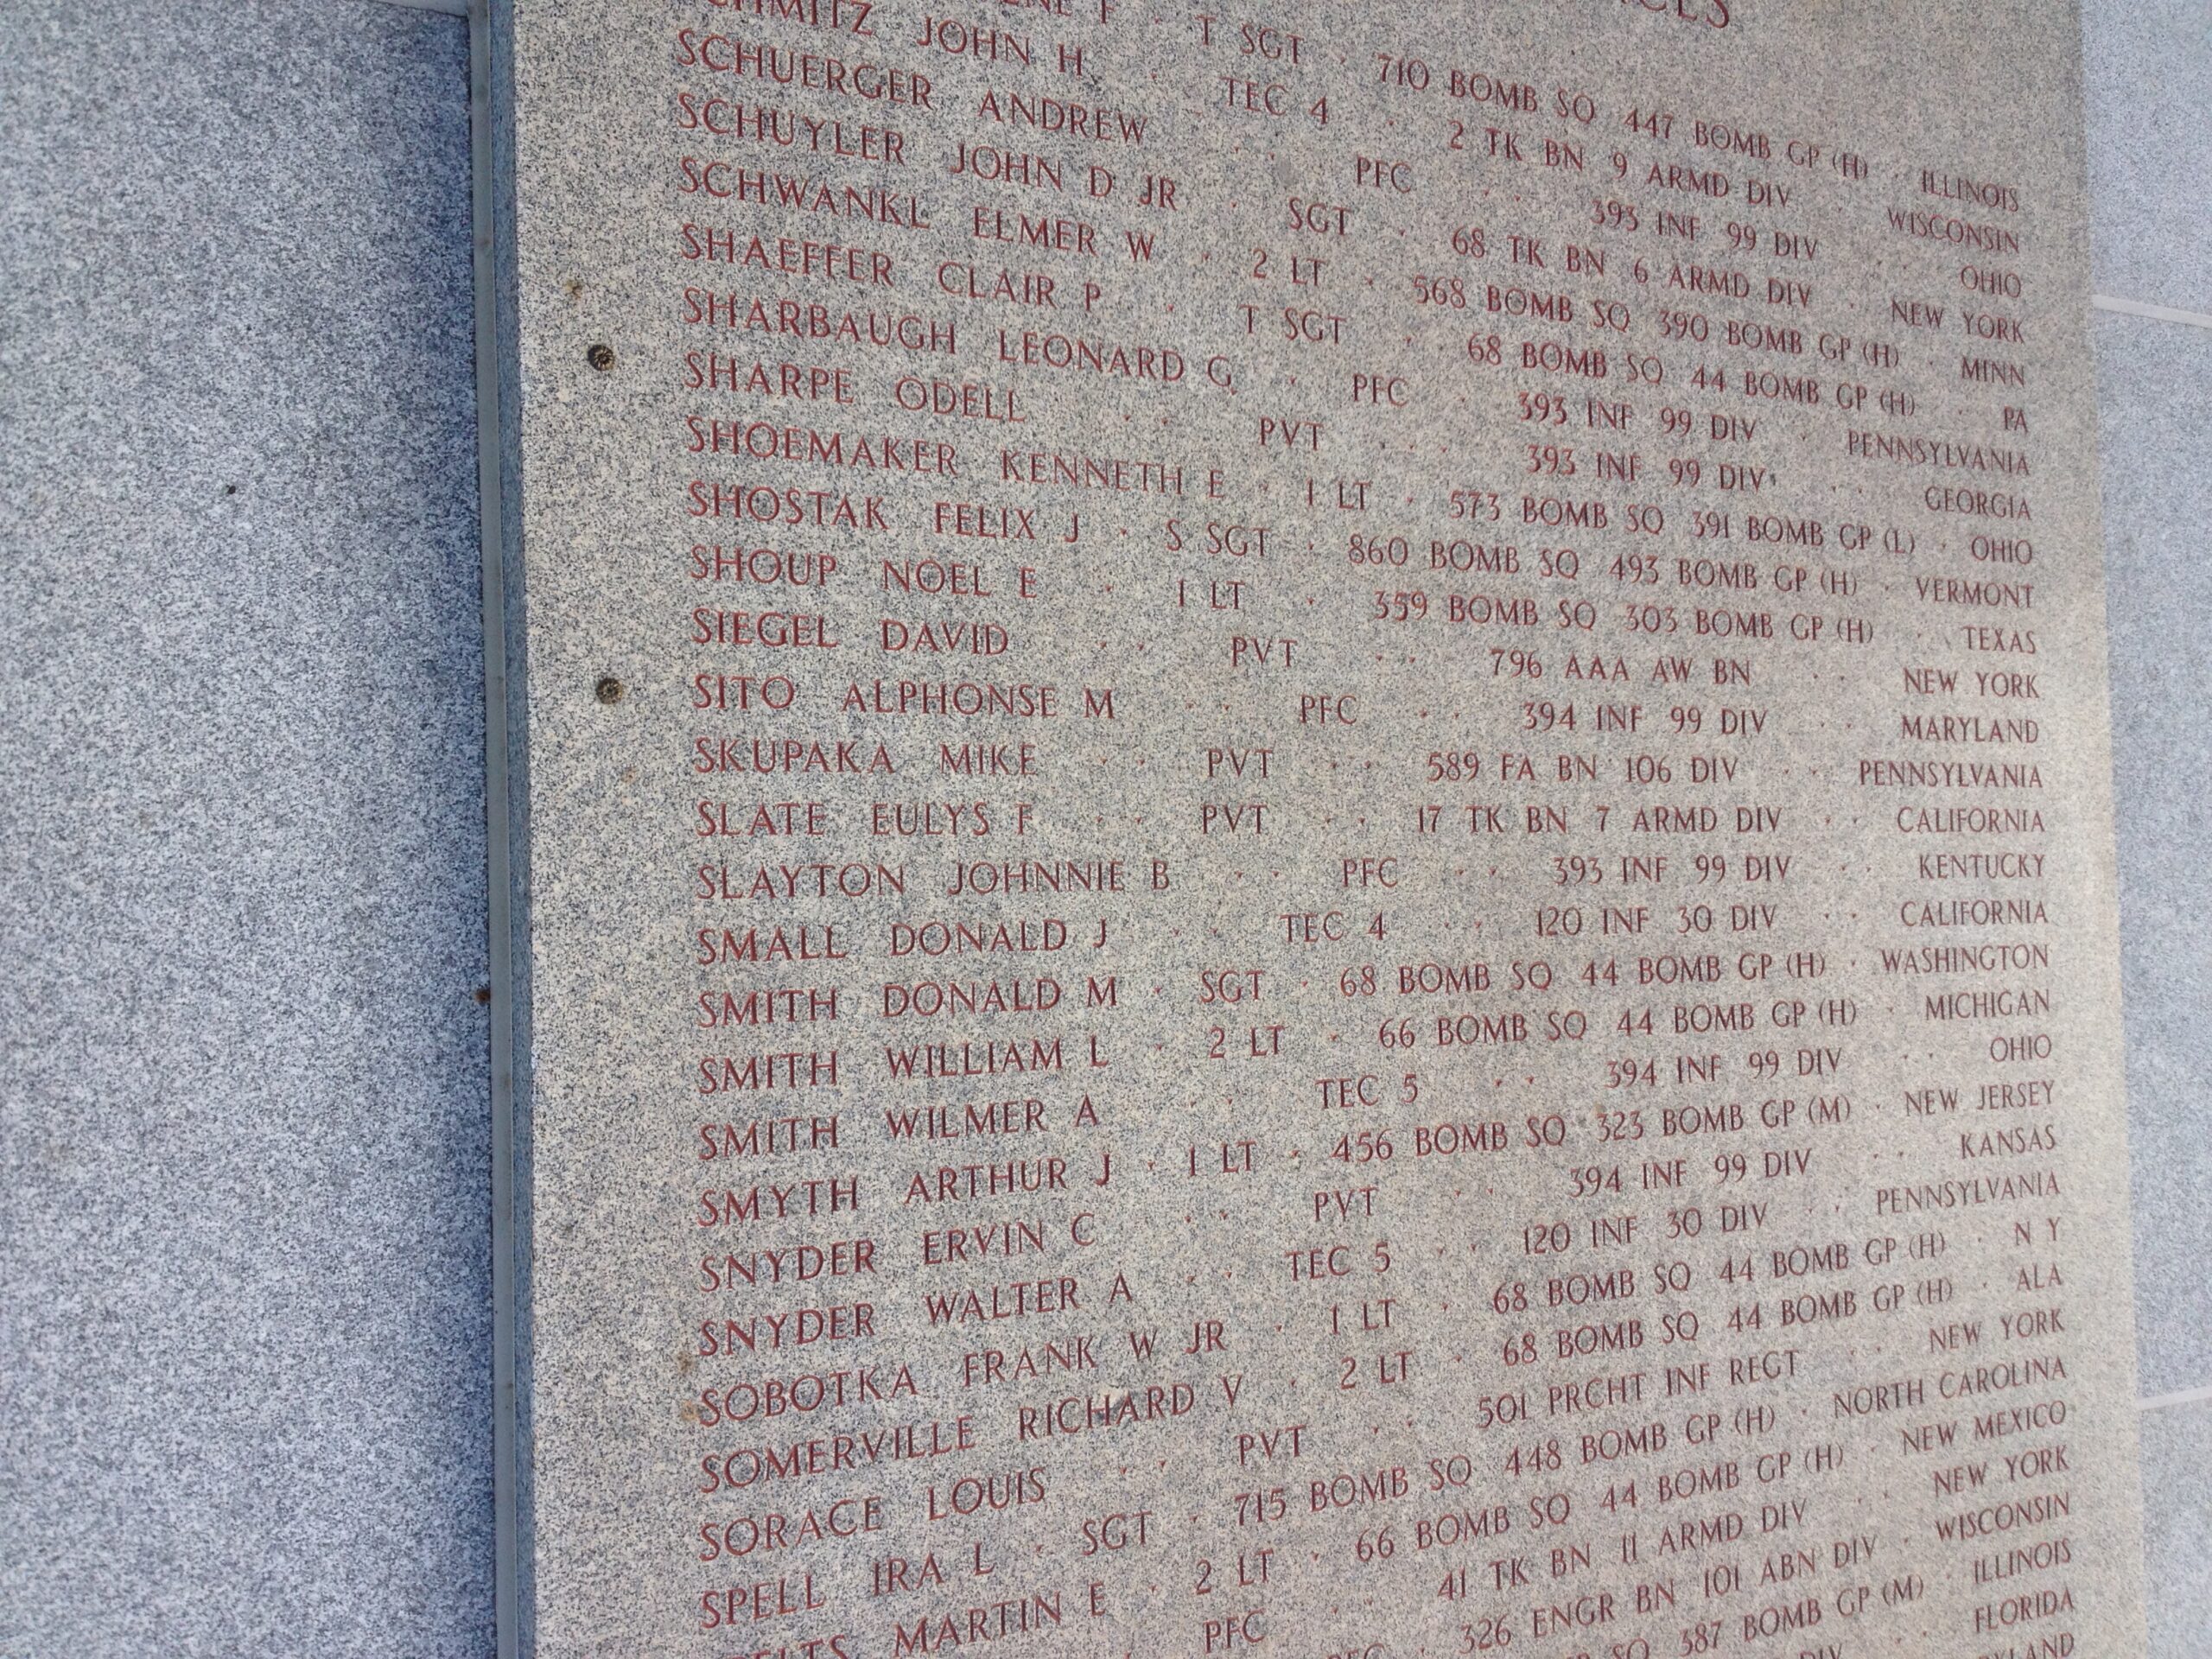 T SGT · 710 BOMB SQ 447 BOMB GP (H) · ILLINOIS
SCHMITZ JOHN H · TEC 4 · 2 TK BN 9 ARMD DIV · WISCONSIN
SCHUERGER ANDREW · · PFC · · 393 INF 99 DIV · · OHIO
SCHUYLER JOHN D JR · SGT · 68 TK BN 6 ARMD DIV · NEW YORK
SCHWANKL ELMER W · 2 LT · 568 BOMB SQ 390 BOMB GP (H) · MINN
SHAEFFER CLAIR P · T SGT · · 68 BOMB SQ 44 BOMB GP (H) · PA
SHARBAUGH LEONARD G · PFC · 393 INF 99 DIV · PENNSYLVANIA
SHARPE ODELL · · PVT · · 393 INF 99 DIV · · GEORGIA
SHOEMAKER KENNETH E · 1 LT · 573 BOMB SQ 391 BOMB GP (L) · OHIO
SHOSTAK FELIX J · S SGT · 860 BOMB SQ 493 BOMB GP (H) · VERMONT
SHOUP NOEL E · 1 LT · 359 BOMB SQ 303 BOMB GP (H) · TEXAS
SIEGEL DAVID · · PVT · · 796 AAA AW BN · · NEW YORK
SITO ALPHONSE M · · PFC · · 394 INF 99 DIV · · MARYLAND
SKUPAKA MIKE · · PVT · · 589 FA BN 106 DIV · · PENNSYLVANIA
SLATE EULYS F · · PVT · · 17 TK BN 7 ARMD DIV · · CALIFORNIA
SLAYTON JOHNNIE B · · PFC · · 393 INF 99 DIV · · KENTUCKY
SMALL DONALD J · · TEC 4 · · 120 INF 30 DIV · · CALIFORNIA
SMITH DONALD M · SGT · 68 BOMB SQ 44 BOMB GP (H) · WASHINGTON
SMITH WILLIAM L · 2 LT · 66 BOMB SQ 44 BOMB GP (H) · MICHIGAN
SMITH WILMER A · · TEC 5 · · 394 INF 99 DIV · · OHIO
SMYTH ARTHUR J · 1 LT · 456 BOMB SQ 323 BOMB GP (M) · NEW JERSEY
SNYDER ERVIN C · · PVT · · 394 INF 99 DIV · · KANSAS
SNYDER WALTER A · · TEC 5 · · 120 INF 30 DIV · · PENNSYLVANIA
SOBOTKA FRANK W JR · 1 LT · 68 BOMB SQ 44 BOMB GP (H) · N Y
SOMERVILLE RICHARD V · 2 LT · 68 BOMB SQ 44 BOMB GP (H) · ALA
SORACE LOUIS · · PVT · · 501 PRCHT INF REGT · · NEW YORK
SPELL IRA L · SGT · 715 BOMB SQ 448 BOMB GP (H) · NORTH CAROLINA
MARTIN E · 2 LT · 66 BOMB SQ 44 BOMB GP (H) · NEW MEXICO
PFC · · 41 TK BN 11 ARMD DIV · · NEW YORK
326 ENGR BN 101 ABN DIV · WISCONSIN
SQ 387 BOMB GP (M) · ILLINOIS
DIV · · FLORIDA